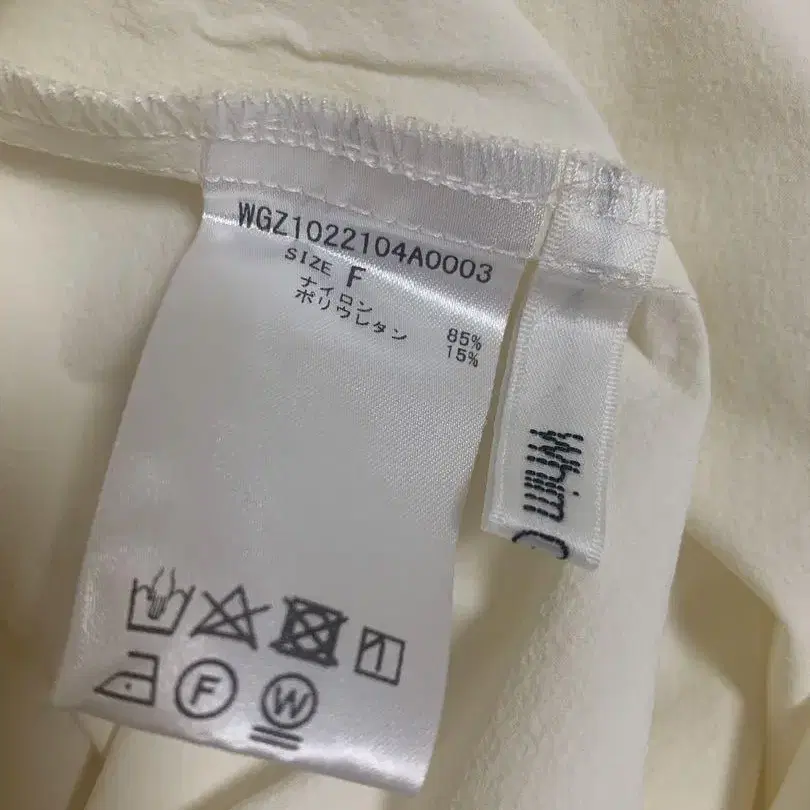 WGZ1022104A0003
SIZE F
ナイロン 85%
ポリウレタン 15%
F
W
Whim G